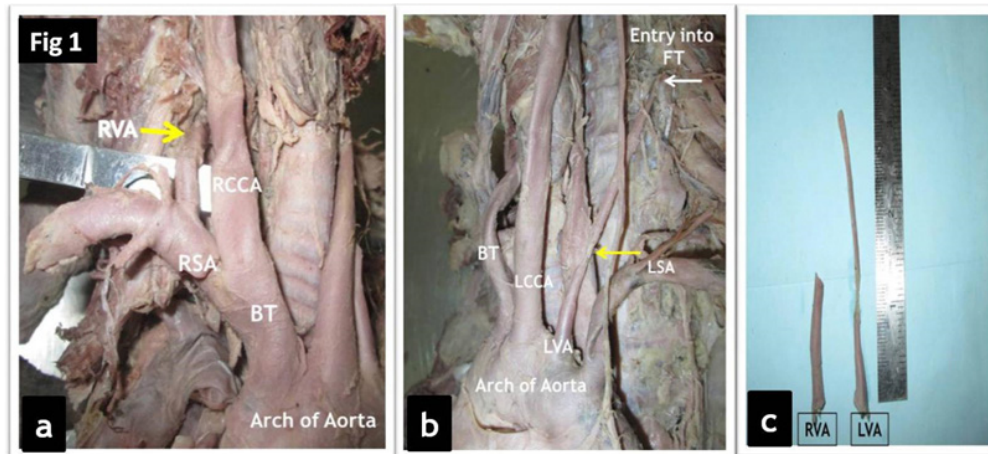 Fig 1
RVA
RCCA
RSA
BT
Arch of Aorta
a
Entry into
FT
BT
LCCA
LSA
LVA
Arch of Aorta
b
RVA
LVA
c